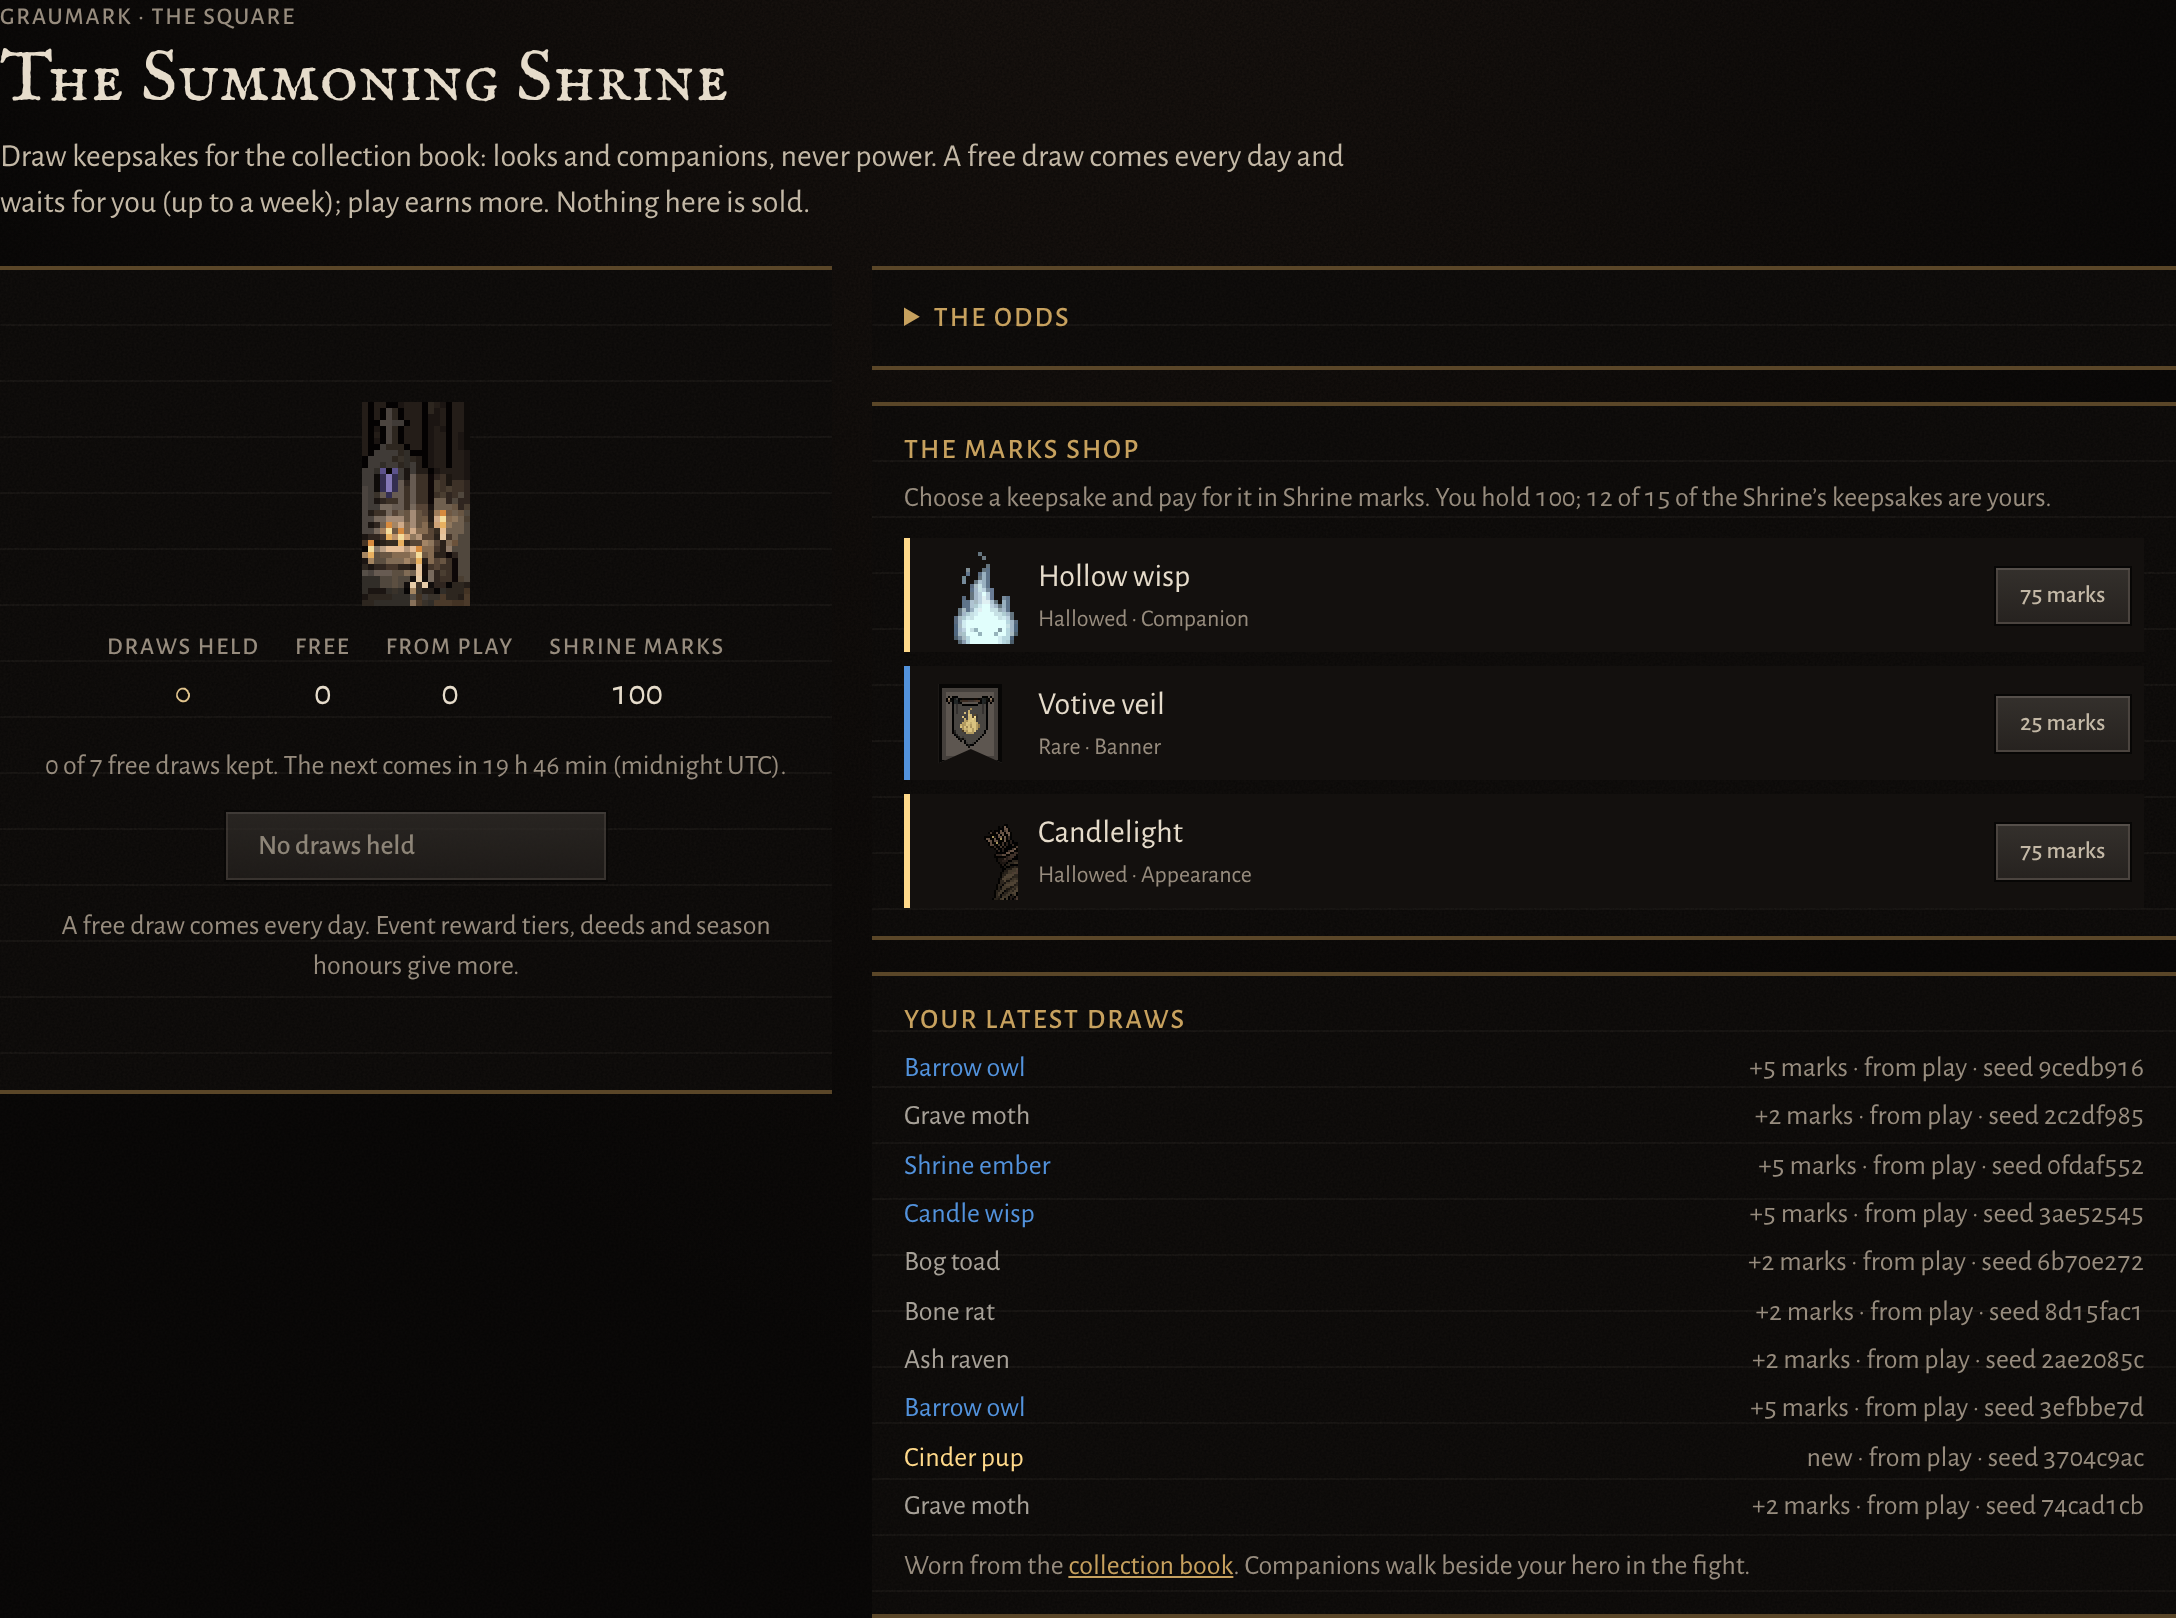 GRAUMARK · THE SQUARE
The Summoning Shrine
Draw keepsakes for the collection book: looks and companions, never power. A free draw comes every day and
waits for you (up to a week); play earns more. Nothing here is sold.
DRAWS HELD FREE FROM PLAY SHRINE MARKS
0 0 0 100
0 of 7 free draws kept. The next comes in 19 h 46 min (midnight UTC).
No draws held
A free draw comes every day. Event reward tiers, deeds and season
honours give more.
THE ODDS
THE MARKS SHOP
Choose a keepsake and pay for it in Shrine marks. You hold 100; 12 of 15 of the Shrine’s keepsakes are yours.
Hollow wisp
Hallowed · Companion
75 marks
Votive veil
Rare · Banner
25 marks
Candlelight
Hallowed · Appearance
75 marks
YOUR LATEST DRAWS
Barrow owl +5 marks · from play · seed 9cedb916
Grave moth +2 marks · from play · seed 2c2df985
Shrine ember +5 marks · from play · seed 0fdaf552
Candle wisp +5 marks · from play · seed 3ae52545
Bog toad +2 marks · from play · seed 6b70e272
Bone rat +2 marks · from play · seed 8d15fac1
Ash raven +2 marks · from play · seed 2ae2085c
Barrow owl +5 marks · from play · seed 3efbbe7d
Cinder pup new · from play · seed 3704c9ac
Grave moth +2 marks · from play · seed 74cad1cb
Worn from the collection book. Companions walk beside your hero in the fight.